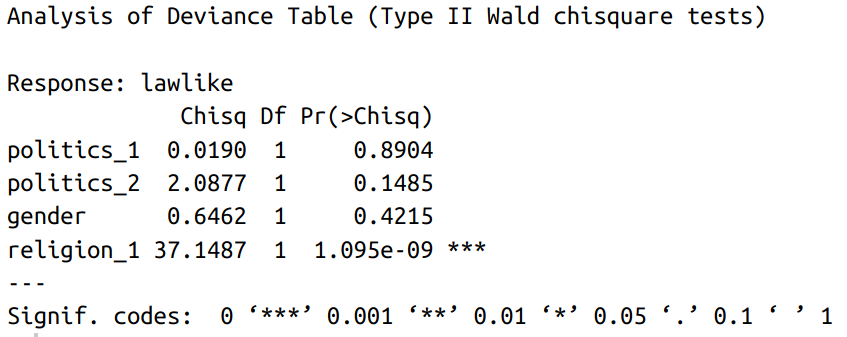 Analysis of Deviance Table (Type II Wald chisquare tests)
Response: lawlike
Chisq Df Pr(>Chisq)
politics_1 0.0190 1 0.8904
politics_2 2.0877 1 0.1485
gender 0.6462 1 0.4215
religion_1 37.1487 1 1.095e-09 ***
---
Signif. codes: 0 ‘***’ 0.001 ‘**’ 0.01 ‘*’ 0.05 ‘.’ 0.1 ‘ ’ 1